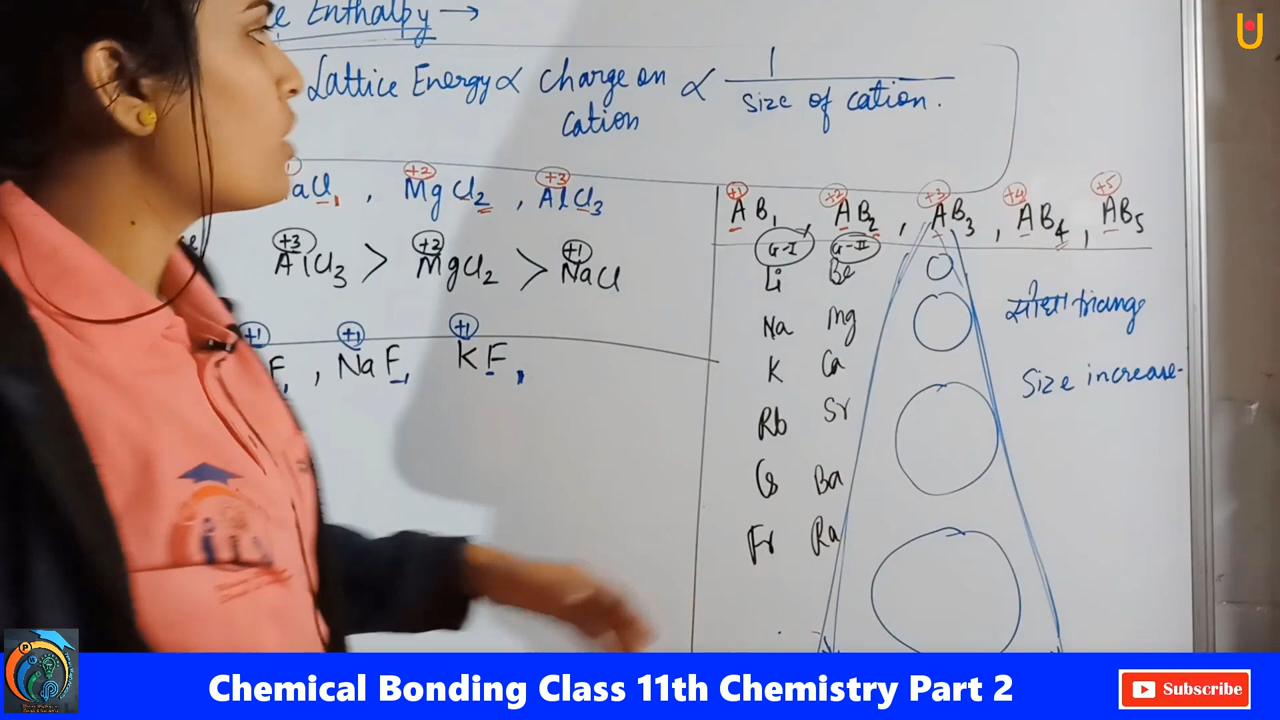 Enthalpy →
Lattice Energy ∝ charge on cation ∝ 1 / size of cation.
aCl1 , MgCl2 , AlCl3
+2 +3
+3 +2 +1
AlCl3 > MgCl2 > NaCl
+1 +1 +1
F, , NaF, KF,
+1 +2 +3 +4 +5
AB1 , AB2 , AB3 , AB4 , AB5
G-I G-II
Li Be
Na Mg
K Ca
Rb Sr
Cs Ba
Fr Ra
सीधा triangle
Size increase-
U
Chemical Bonding Class 11th Chemistry Part 2
Subscribe